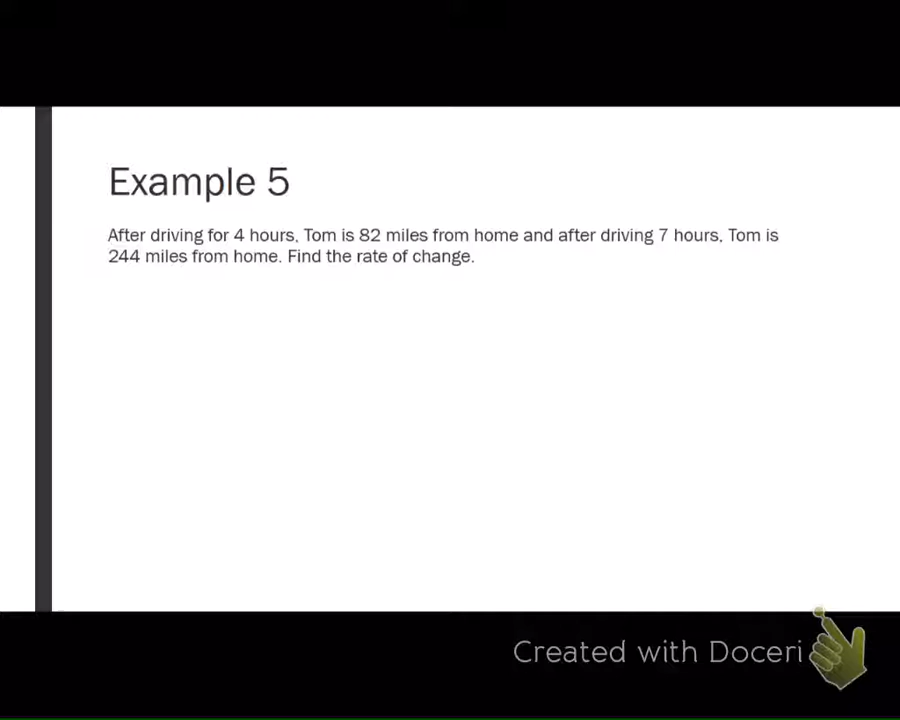 Example 5
After driving for 4 hours, Tom is 82 miles from home and after driving 7 hours, Tom is
244 miles from home. Find the rate of change.
Created with Doceri